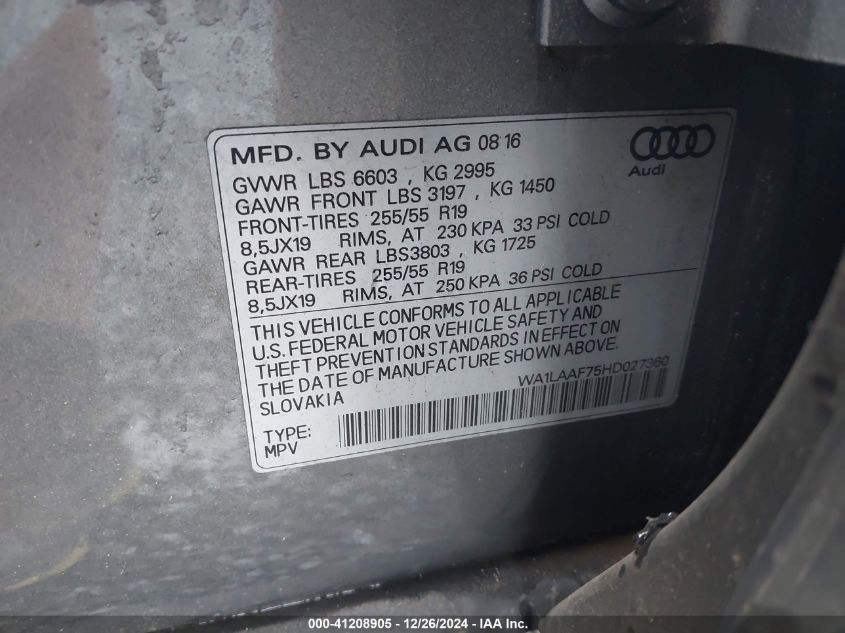 MFD. BY AUDI AG 08 16
Audi
GVWR LBS 6603 , KG 2995
GAWR FRONT LBS 3197 , KG 1450
FRONT-TIRES 255/55 R19
8,5JX19 RIMS, AT 230 KPA 33 PSI COLD
GAWR REAR LBS3803 , KG 1725
REAR-TIRES 255/55 R19
8,5JX19 RIMS, AT 250 KPA 36 PSI COLD
THIS VEHICLE CONFORMS TO ALL APPLICABLE
U.S. FEDERAL MOTOR VEHICLE SAFETY AND
THEFT PREVENTION STANDARDS IN EFFECT ON
THE DATE OF MANUFACTURE SHOWN ABOVE.
SLOVAKIA
WA1LAAF75HD027360
TYPE:
MPV
000-41208905 - 12/26/2024 - IAA Inc.